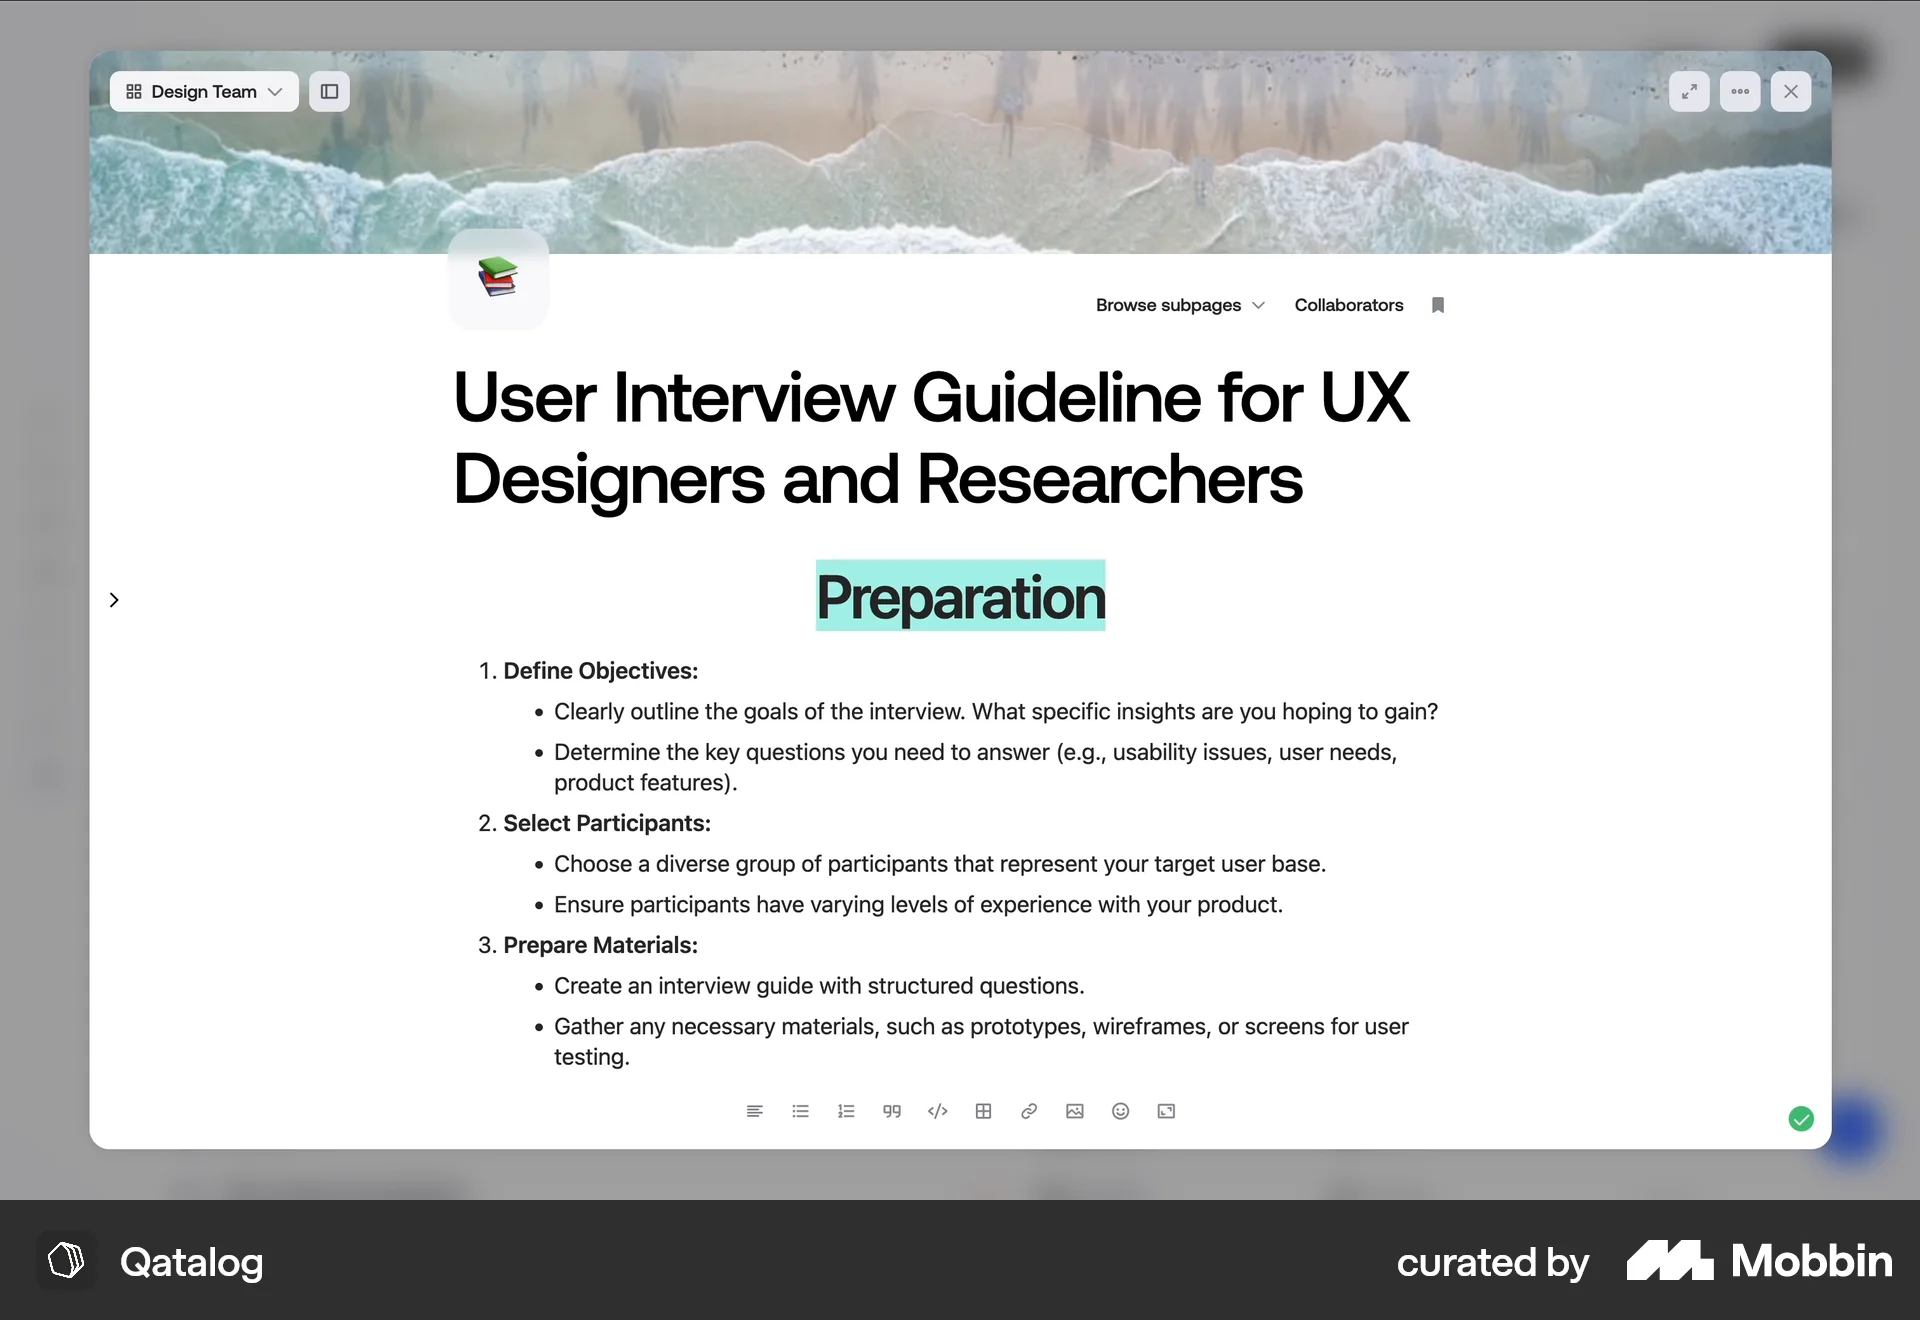 Design Team
Browse subpages
Collaborators
User Interview Guideline for UX
Designers and Researchers
Preparation
1. Define Objectives:
• Clearly outline the goals of the interview. What specific insights are you hoping to gain?
• Determine the key questions you need to answer (e.g., usability issues, user needs,
product features).
2. Select Participants:
• Choose a diverse group of participants that represent your target user base.
• Ensure participants have varying levels of experience with your product.
3. Prepare Materials:
• Create an interview guide with structured questions.
• Gather any necessary materials, such as prototypes, wireframes, or screens for user
testing.
Qatalog
curated by
Mobbin